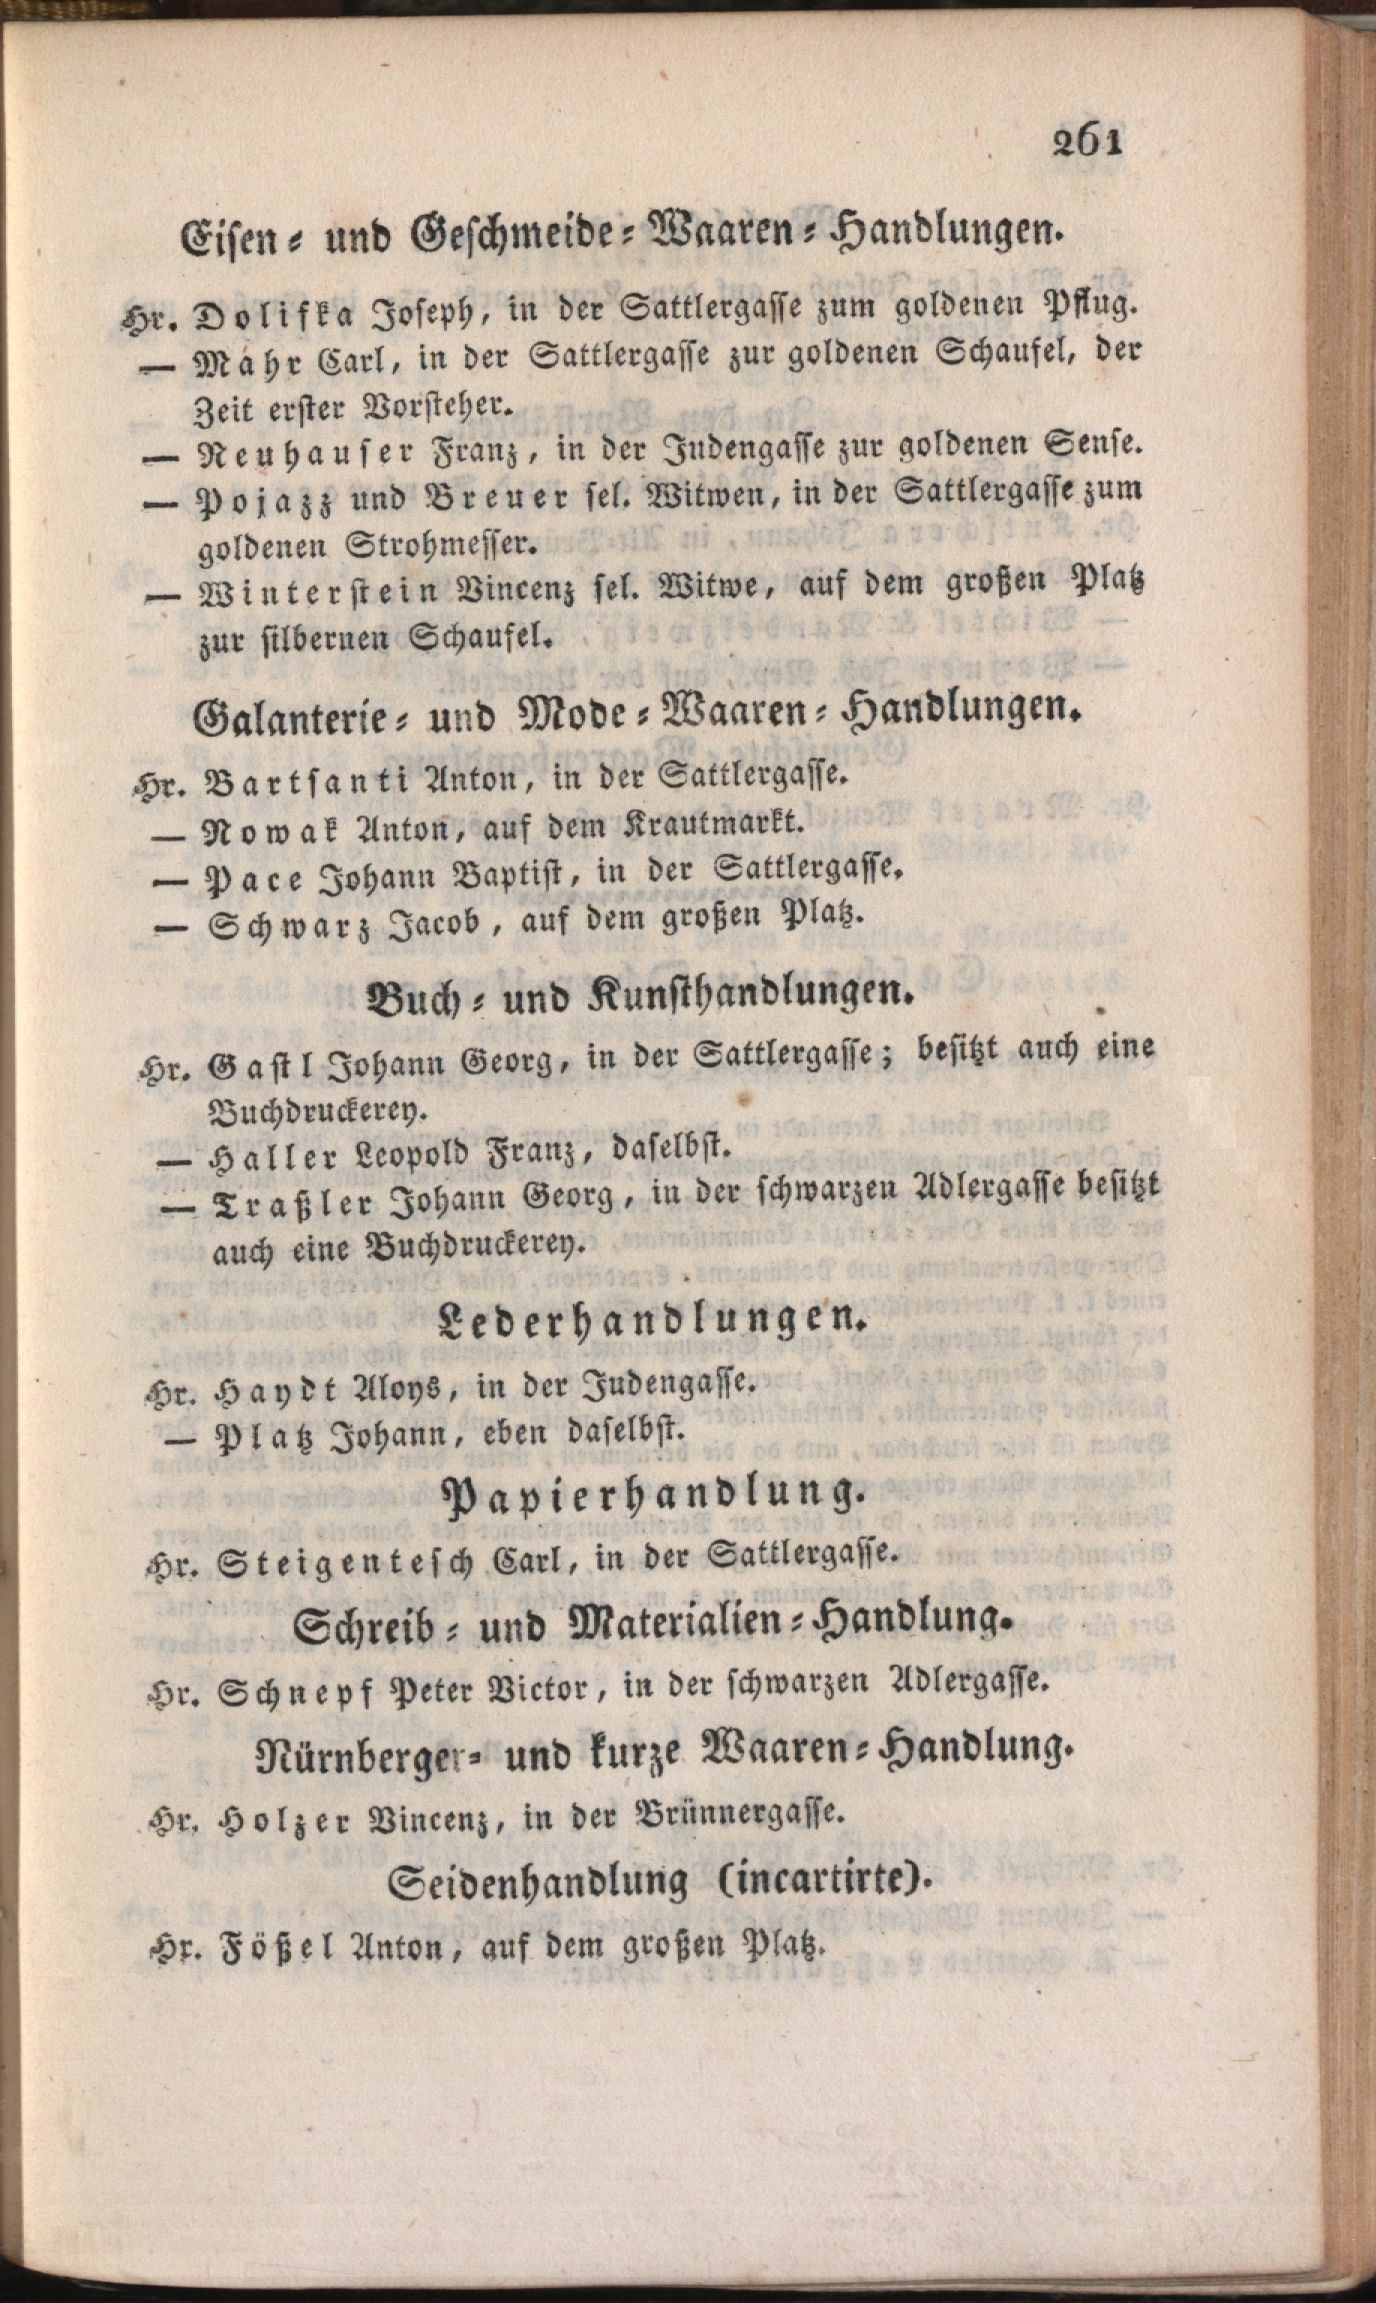 261
Eisen- und Geschmeide-Waaren-Handlungen.
Hr. Dolifka Joseph, in der Sattlergasse zum goldenen Pflug.
— Mahr Carl, in der Sattlergasse zur goldenen Schaufel, der
Zeit erster Vorsteher.
— Neuhauser Franz, in der Judengasse zur goldenen Sense.
— Pojazz und Breuer sel. Witwen, in der Sattlergasse zum
goldenen Strohmesser.
— Winterstein Vincenz sel. Witwe, auf dem großen Platz
zur silbernen Schaufel.
Galanterie- und Mode-Waaren-Handlungen.
Hr. Bartsanti Anton, in der Sattlergasse.
— Nowak Anton, auf dem Krautmarkt.
— Pace Johann Baptist, in der Sattlergasse.
— Schwarz Jacob, auf dem großen Platz.
Buch- und Kunsthandlungen.
Hr. Gastl Johann Georg, in der Sattlergasse; besitzt auch eine
Buchdruckerey.
— Haller Leopold Franz, daselbst.
— Traßler Johann Georg, in der schwarzen Adlergasse besitzt
auch eine Buchdruckerey.
Lederhandlungen.
Hr. Haydt Aloys, in der Judengasse.
— Platz Johann, eben daselbst.
Papierhandlung.
Hr. Steigentesch Carl, in der Sattlergasse.
Schreib- und Materialien-Handlung.
Hr. Schnepf Peter Victor, in der schwarzen Adlergasse.
Nürnberger- und kurze Waaren-Handlung.
Hr. Holzer Vincenz, in der Brünnergasse.
Seidenhandlung (incartirte).
Hr. Fößel Anton, auf dem großen Platz.